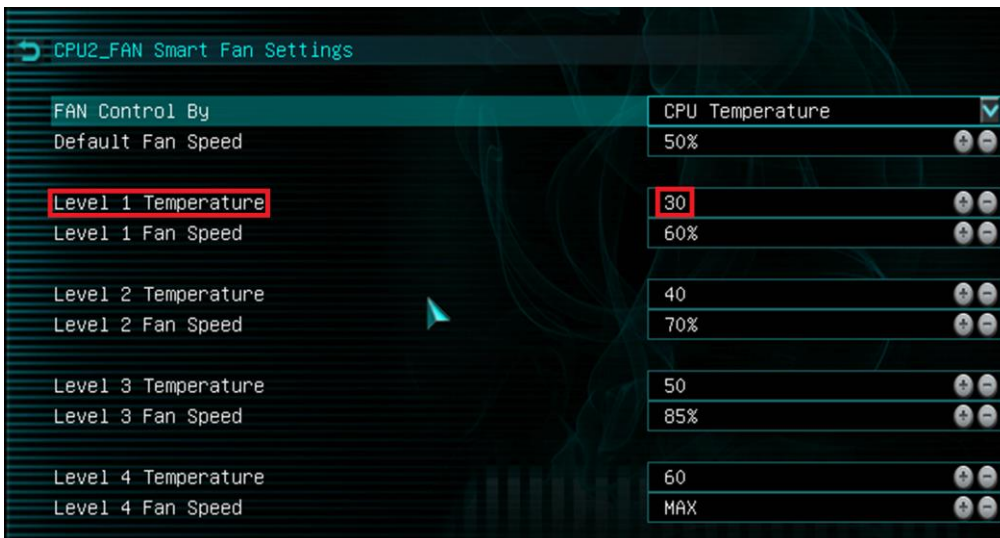 CPU2_FAN Smart Fan Settings
FAN Control By CPU Temperature
Default Fan Speed 50%
Level 1 Temperature 30
Level 1 Fan Speed 60%
Level 2 Temperature 40
Level 2 Fan Speed 70%
Level 3 Temperature 50
Level 3 Fan Speed 85%
Level 4 Temperature 60
Level 4 Fan Speed MAX